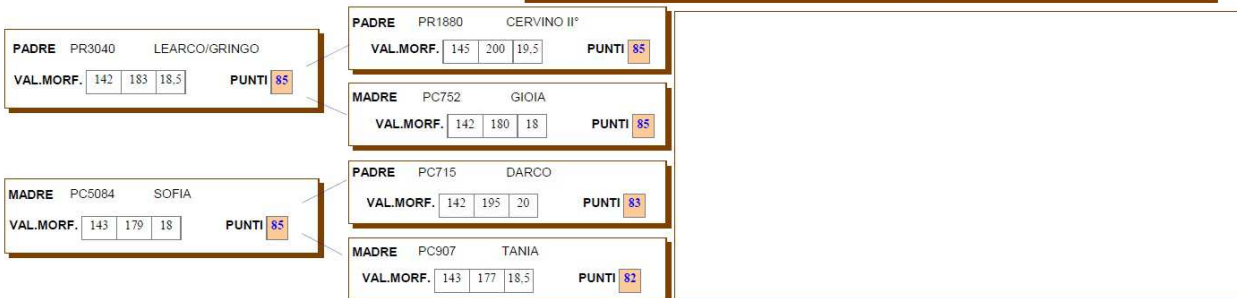 PADRE PR3040 LEARCO/GRINGO
VAL.MORF. 142 183 18,5 PUNTI 85
MADRE PC5084 SOFIA
VAL.MORF. 143 179 18 PUNTI 85
PADRE PR1880 CERVINO II°
VAL.MORF. 145 200 19,5 PUNTI 85
MADRE PC752 GIOIA
VAL.MORF. 142 180 18 PUNTI 85
PADRE PC715 DARCO
VAL.MORF. 142 195 20 PUNTI 83
MADRE PC907 TANIA
VAL.MORF. 143 177 18,5 PUNTI 82